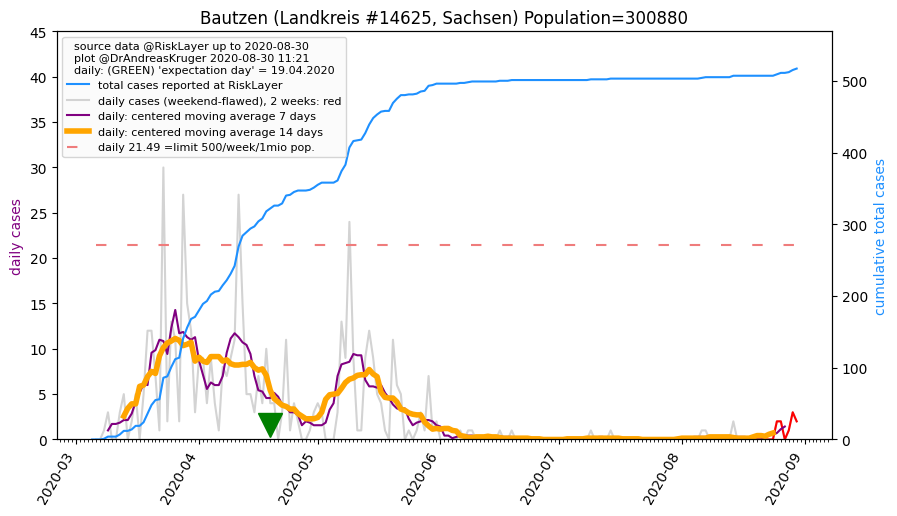 Bautzen (Landkreis #14625, Sachsen) Population=300880
source data @RiskLayer up to 2020-08-30
plot @DrAndreasKruger 2020-08-30 11:21
daily: (GREEN) 'expectation day' = 19.04.2020
total cases reported at RiskLayer
daily cases (weekend-flawed), 2 weeks: red
daily: centered moving average 7 days
daily: centered moving average 14 days
daily 21.49 =limit 500/week/1mio pop.
daily cases
45
40
35
30
25
20
15
10
5
0
cumulative total cases
500
400
300
200
100
0
2020-03
2020-04
2020-05
2020-06
2020-07
2020-08
2020-09